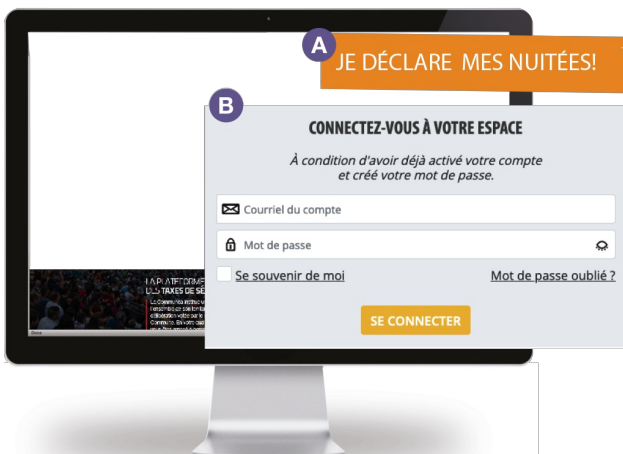 A
JE DÉCLARE MES NUITÉES!
B
CONNECTEZ-VOUS À VOTRE ESPACE
À condition d'avoir déjà activé votre compte
et créé votre mot de passe.
Courriel du compte
Mot de passe
Se souvenir de moi
Mot de passe oublié ?
SE CONNECTER
LA PLATEFORME
DES TAXES DE SÉ